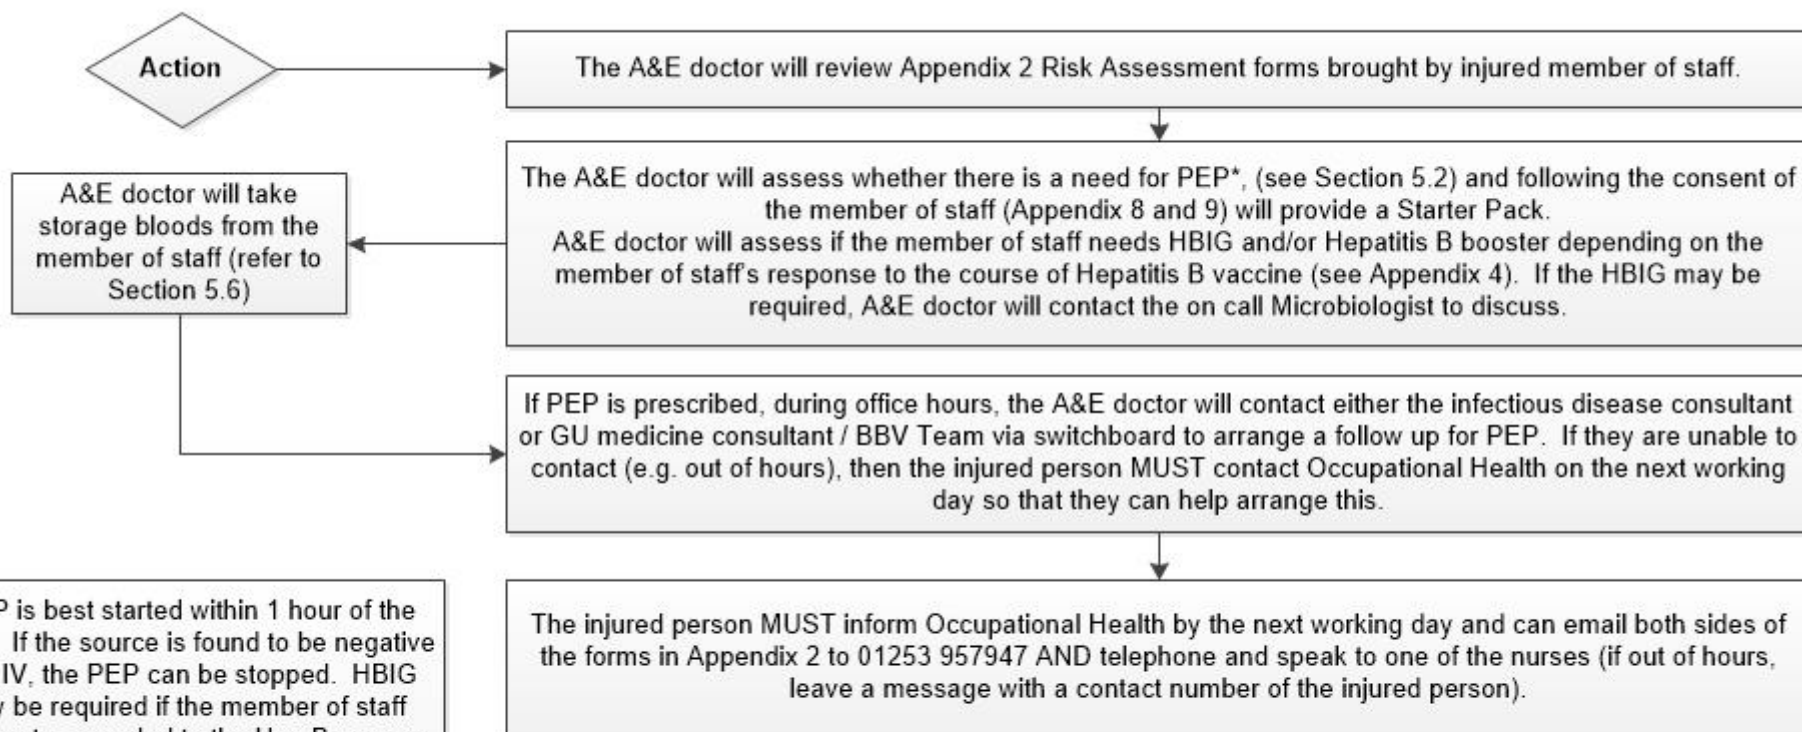 Action
The A&E doctor will review Appendix 2 Risk Assessment forms brought by injured member of staff.
The A&E doctor will assess whether there is a need for PEP*, (see Section 5.2) and following the consent of
the member of staff (Appendix 8 and 9) will provide a Starter Pack.
A&E doctor will assess if the member of staff needs HBIG and/or Hepatitis B booster depending on the
member of staff's response to the course of Hepatitis B vaccine (see Appendix 4). If the HBIG may be
required, A&E doctor will contact the on call Microbiologist to discuss.
A&E doctor will take
storage bloods from the
member of staff (refer to
Section 5.6)
If PEP is prescribed, during office hours, the A&E doctor will contact either the infectious disease consultant
or GU medicine consultant / BBV Team via switchboard to arrange a follow up for PEP. If they are unable to
contact (e.g. out of hours), then the injured person MUST contact Occupational Health on the next working
day so that they can help arrange this.
P is best started within 1 hour of the
If the source is found to be negative
IV, the PEP can be stopped. HBIG
be required if the member of staff
The injured person MUST inform Occupational Health by the next working day and can email both sides of
the forms in Appendix 2 to 01253 957947 AND telephone and speak to one of the nurses (if out of hours,
leave a message with a contact number of the injured person).